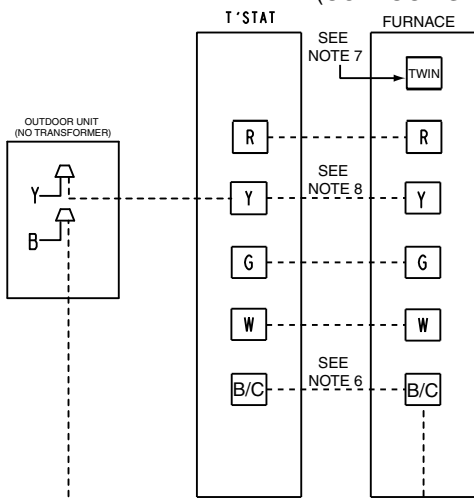 T'STAT
FURNACE
SEE
NOTE 7
TWIN
OUTDOOR UNIT
(NO TRANSFORMER)
R
R
SEE
NOTE 8
Y
Y
Y
B
G
G
W
W
SEE
NOTE 6
B/C
B/C